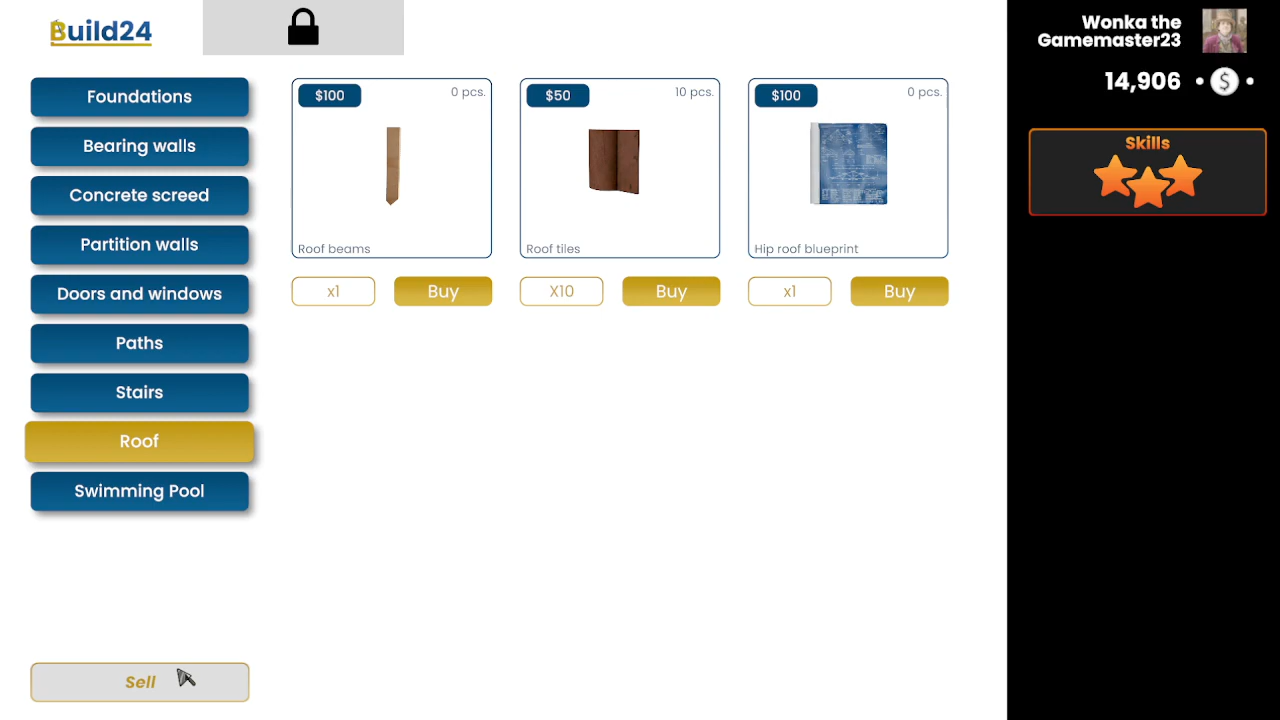 Build24
Wonka the
Gamemaster23
14,906
$
Skills
Foundations
Bearing walls
Concrete screed
Partition walls
Doors and windows
Paths
Stairs
Roof
Swimming Pool
Sell
$100
0 pcs.
Roof beams
x1
Buy
$50
10 pcs.
Roof tiles
X10
Buy
$100
0 pcs.
Hip roof blueprint
x1
Buy